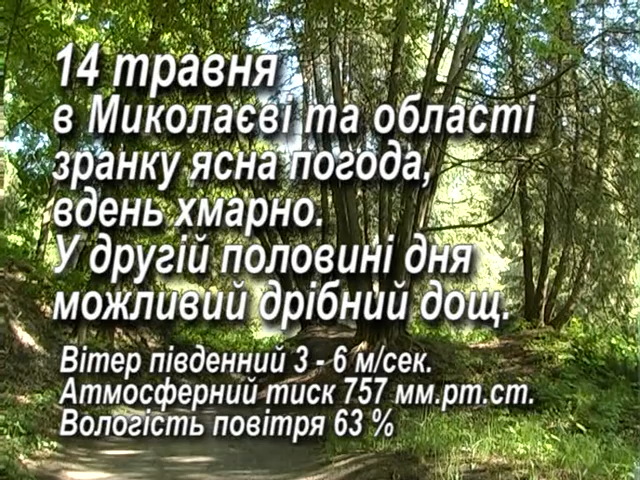 14 травня
в Миколаєві та області
зранку ясна погода,
вдень хмарно.
У другій половині дня
можливий дрібний дощ.
Вітер південний 3 - 6 м/сек.
Атмосферний тиск 757 мм.рт.ст.
Вологість повітря 63 %